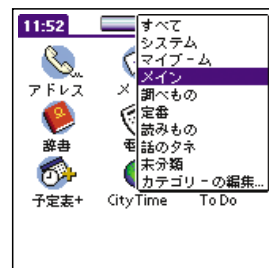 11:52
すべて
システム
マイブーム
メイン
調べもの
定番
読みもの
話のタネ
未分類
カテゴリーの編集...
アドレス
メ
辞書
予定表+
CityTime
To Do